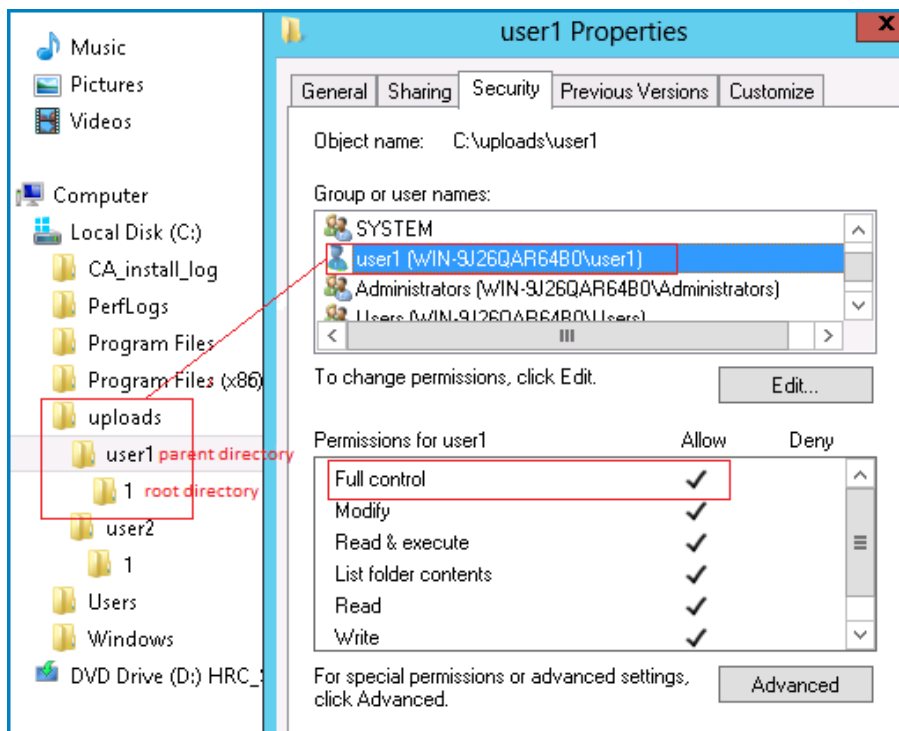 Music
Pictures
Videos
Computer
Local Disk (C:)
CA_install_log
PerfLogs
Program Files
Program Files (x86)
uploads
user1 parent directory
1 root directory
user2
1
Users
Windows
DVD Drive (D:) HRC_
user1 Properties
x
General Sharing Security Previous Versions Customize
Object name: C:\uploads\user1
Group or user names:
SYSTEM
user1 (WIN-9J26QAR64B0\user1)
Administrators (WIN-9J26QAR64B0\Administrators)
Users (WIN-9J26QAR64B0\Users)
To change permissions, click Edit.
Edit...
Permissions for user1 Allow Deny
Full control
Modify
Read & execute
List folder contents
Read
Write
For special permissions or advanced settings,
click Advanced.
Advanced